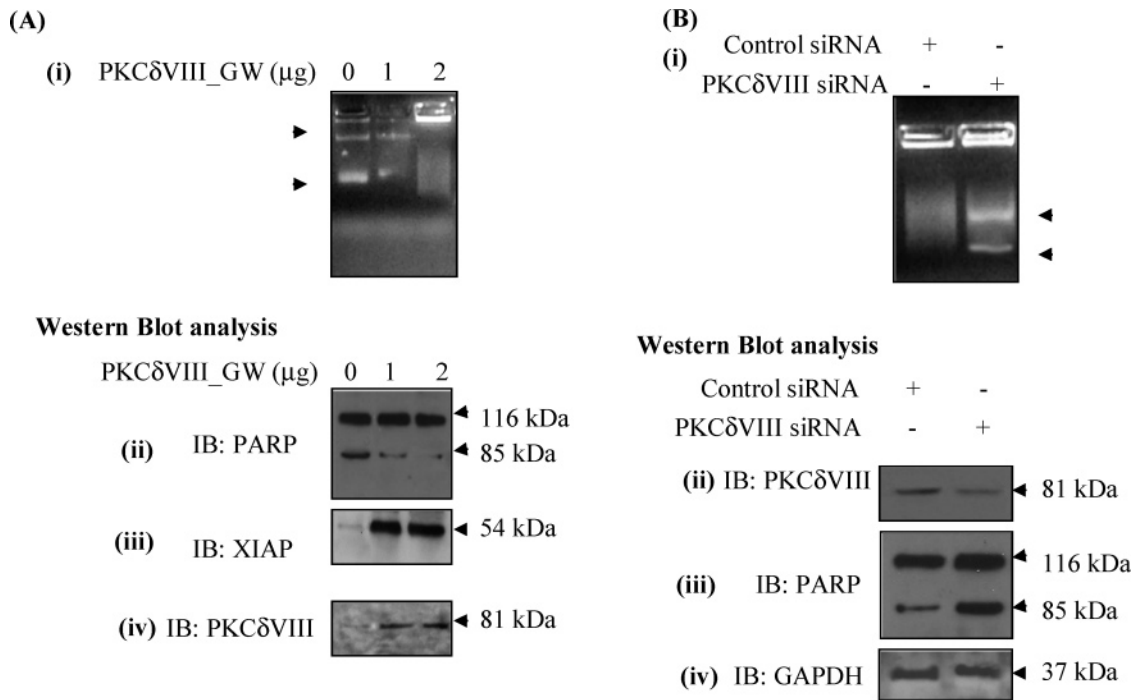 (A)
(i) PKCδVIII_GW (µg) 0 1 2
Western Blot analysis
PKCδVIII_GW (µg) 0 1 2
(ii) IB: PARP 116 kDa
85 kDa
(iii) IB: XIAP 54 kDa
(iv) IB: PKCδVIII 81 kDa
(B)
Control siRNA + -
(i)
PKCδVIII siRNA - +
Western Blot analysis
Control siRNA + -
PKCδVIII siRNA - +
(ii) IB: PKCδVIII 81 kDa
(iii) IB: PARP 116 kDa
85 kDa
(iv) IB: GAPDH 37 kDa